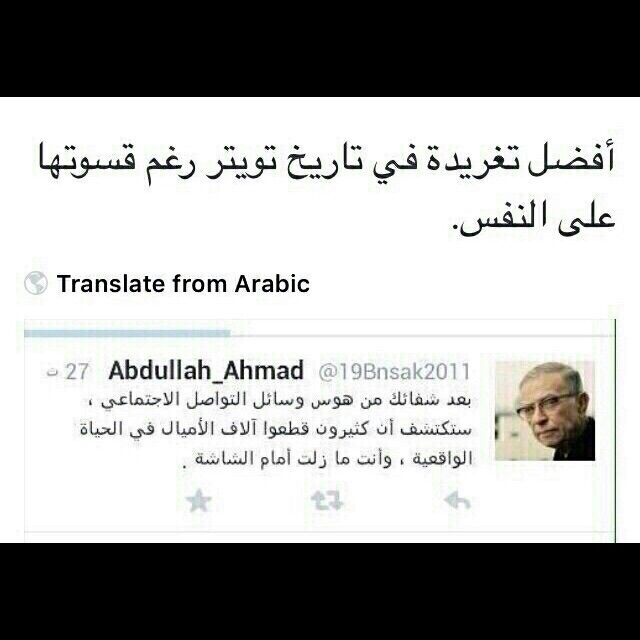 أفضل تغريدة في تاريخ تويتر رغم قسوتها
على النفس.
Translate from Arabic
Abdullah_Ahmad @19Bnsak2011 27 ت
بعد شفائك من هوس وسائل التواصل الاجتماعي ،
ستكتشف أن كثيرون قطعوا آلاف الأميال في الحياة
الواقعية ، وأنت ما زلت أمام الشاشة .